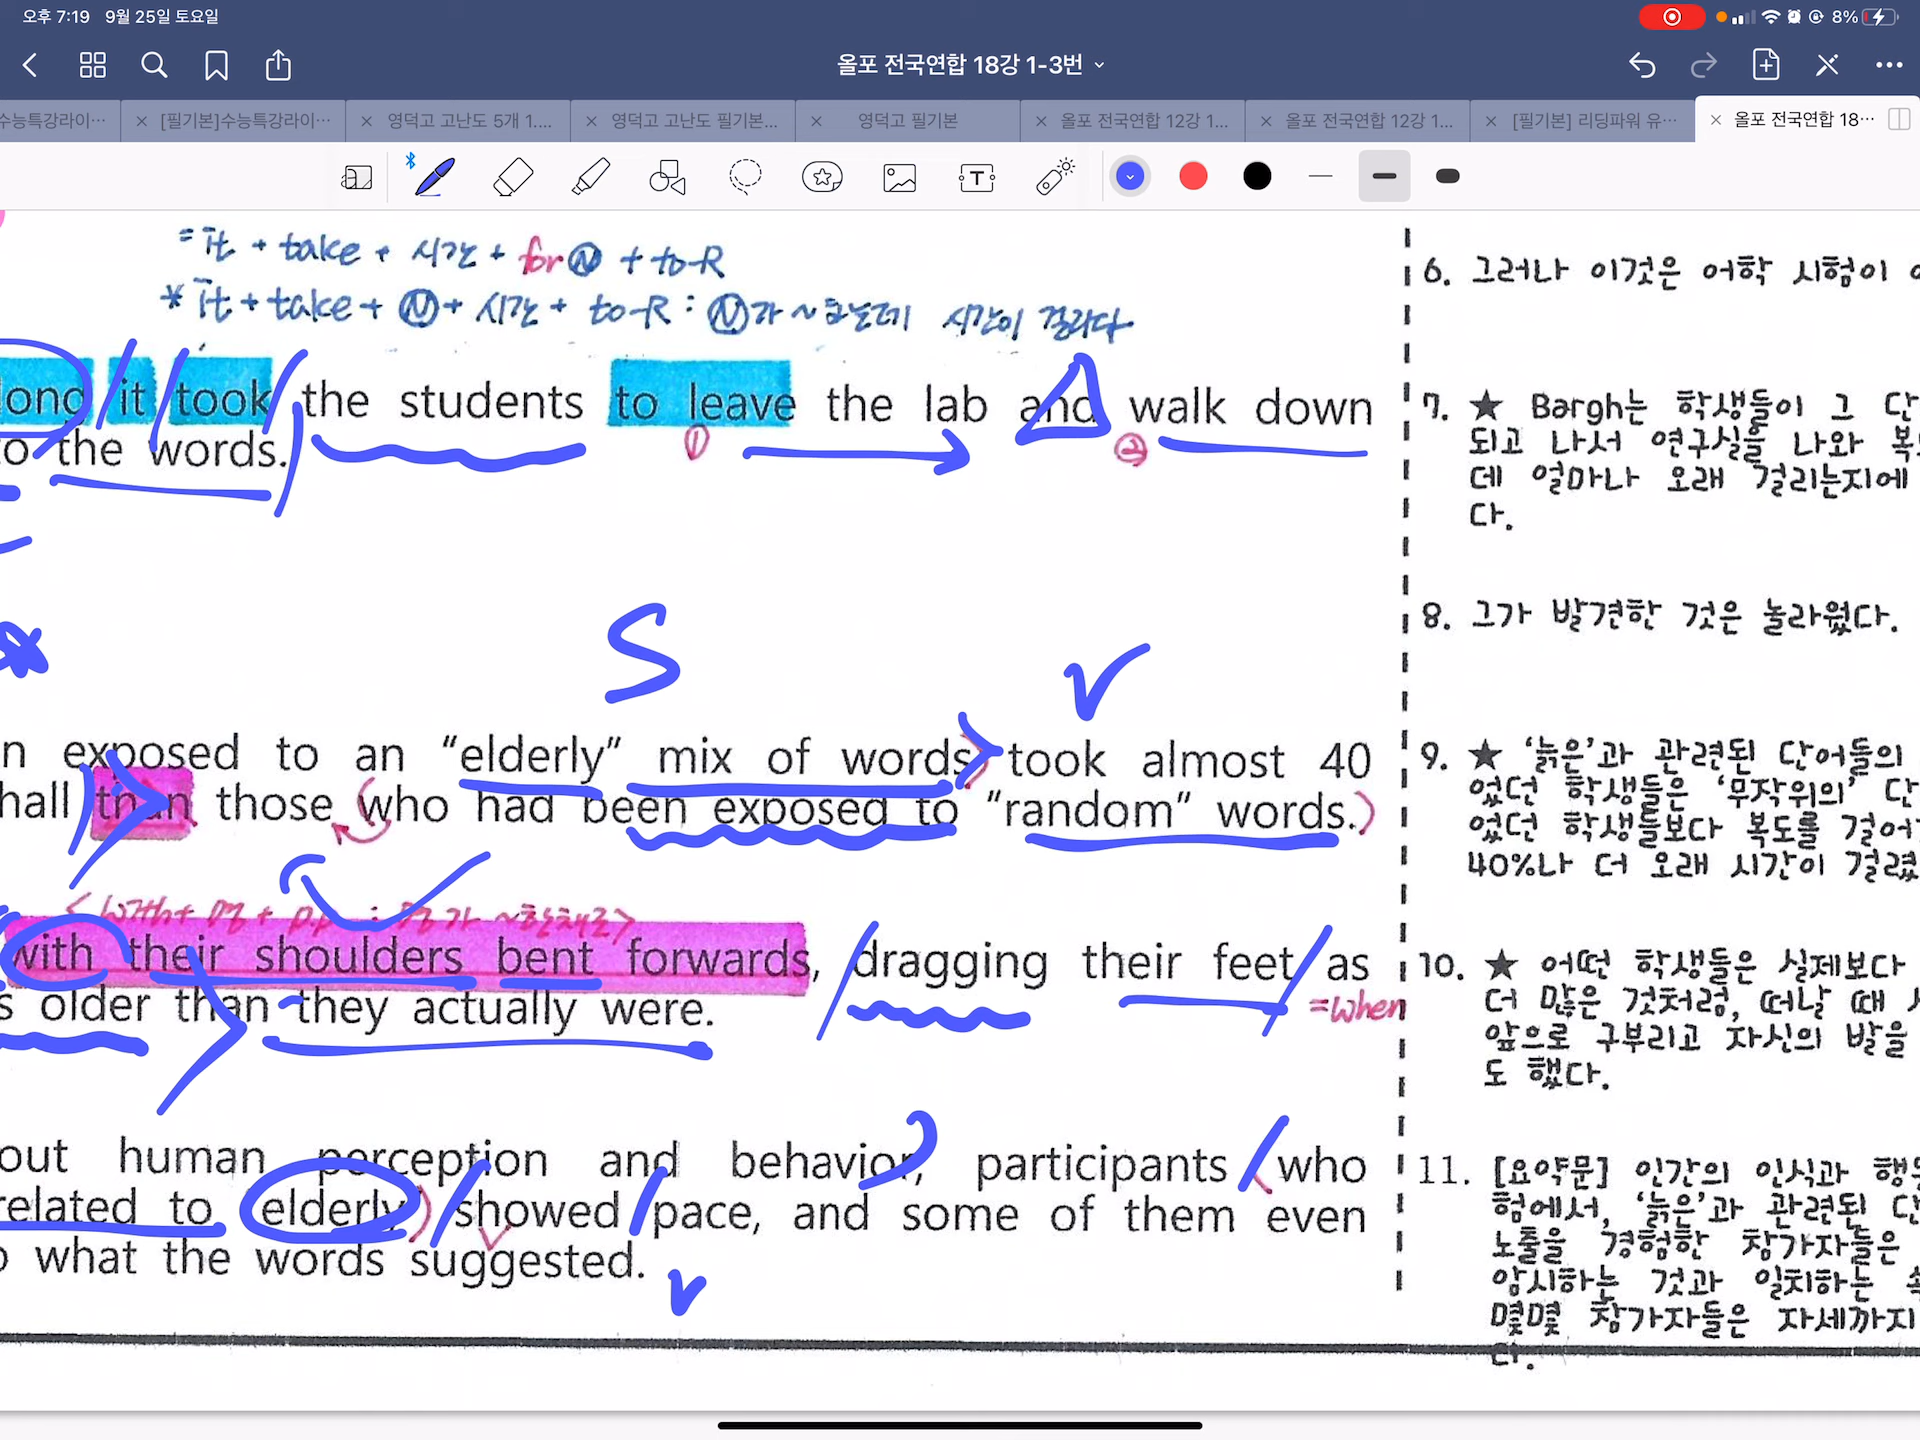 오후 7:19 9월 25일 토요일
8%
올포 전국연합 18강 1-3번
수능특강라이…
[필기본]수능특강라이…
영덕고 고난도 5개 1....
영덕고 고난도 필기본...
영덕고 필기본
올포 전국연합 12강 1...
올포 전국연합 12강 1...
[필기본] 리딩파워 유…
올포 전국연합 18…
= it + take + 시간 + for Ⓝ + to-R
* it + take + Ⓝ + 시간 + to-R : Ⓝ가 ~하는데 시간이 걸리다
long it took the students to leave the lab and walk down
① ②
to the words.
S V
n exposed to an “elderly” mix of words took almost 40
hall than those who had been exposed to “random” words.
< with + 명 + p.p : 명가 ~한채로>
with their shoulders bent forwards, dragging their feet as
=when
s older than they actually were.
out human perception and behavior, participants who
related to elderly showed pace, and some of them even
o what the words suggested.
V
6. 그러나 이것은 어학 시험이
7. ★ Bargh는 학생들이 그 단
되고 나서 연구실을 나와 복
데 얼마나 오래 걸리는지에
다.
8. 그가 발견한 것은 놀라웠다.
9. ★ ‘늙은’과 관련된 단어들의
었던 학생들은 ‘무작위의’ 단
었던 학생들보다 복도를 걸어
40%나 더 오래 시간이 걸렸
10. ★ 어떤 학생들은 실제보다
더 많은 것처럼, 떠날 때
앞으로 구부리고 자신의 발을
도 했다.
11. [요약문] 인간의 인식과 행동
험에서, ‘늙은’과 관련된 단
노출을 경험한 참가자들은
암시하는 것과 일치하는 속
몇몇 참가자들은 자세까지
다.